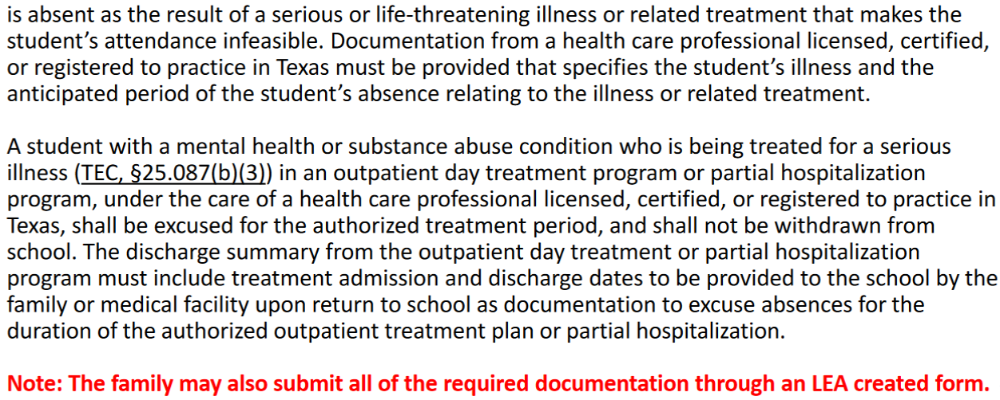 is absent as the result of a serious or life-threatening illness or related treatment that makes the
student’s attendance infeasible. Documentation from a health care professional licensed, certified,
or registered to practice in Texas must be provided that specifies the student’s illness and the
anticipated period of the student’s absence relating to the illness or related treatment.
A student with a mental health or substance abuse condition who is being treated for a serious
illness (TEC, §25.087(b)(3)) in an outpatient day treatment program or partial hospitalization
program, under the care of a health care professional licensed, certified, or registered to practice in
Texas, shall be excused for the authorized treatment period, and shall not be withdrawn from
school. The discharge summary from the outpatient day treatment or partial hospitalization
program must include treatment admission and discharge dates to be provided to the school by the
family or medical facility upon return to school as documentation to excuse absences for the
duration of the authorized outpatient treatment plan or partial hospitalization.
Note: The family may also submit all of the required documentation through an LEA created form.